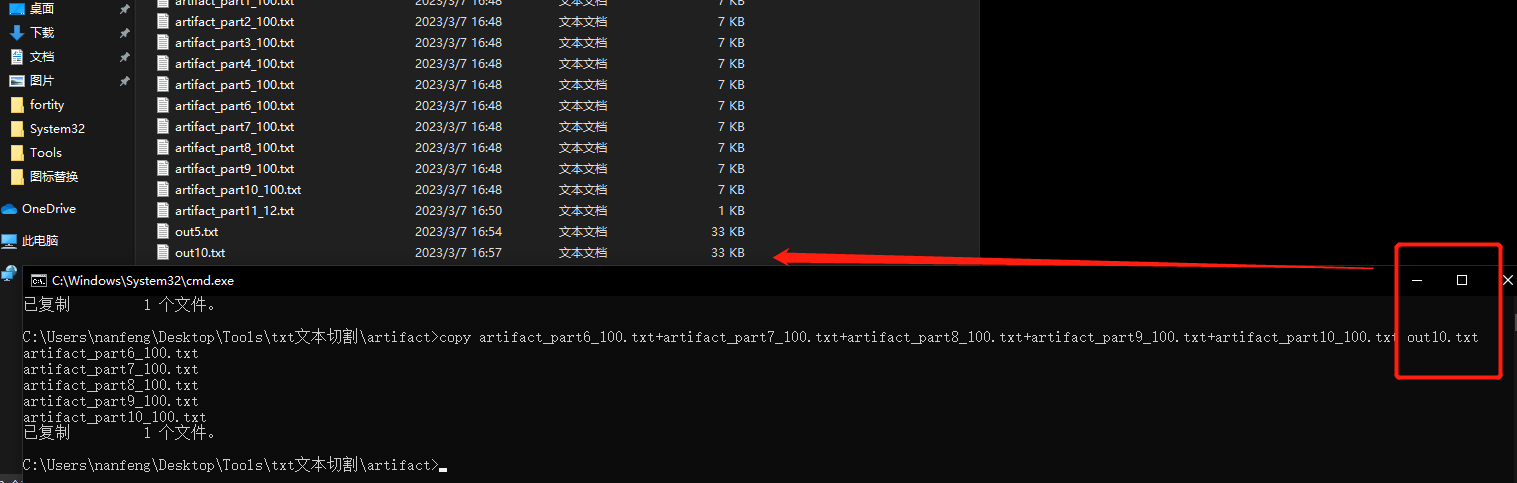 桌面
下载
文档
图片
fortity
System32
Tools
图标替换
OneDrive
此电脑
artifact_part1_100.txt 2023/3/7 16:48 文本文档 7 KB
artifact_part2_100.txt 2023/3/7 16:48 文本文档 7 KB
artifact_part3_100.txt 2023/3/7 16:48 文本文档 7 KB
artifact_part4_100.txt 2023/3/7 16:48 文本文档 7 KB
artifact_part5_100.txt 2023/3/7 16:48 文本文档 7 KB
artifact_part6_100.txt 2023/3/7 16:48 文本文档 7 KB
artifact_part7_100.txt 2023/3/7 16:48 文本文档 7 KB
artifact_part8_100.txt 2023/3/7 16:48 文本文档 7 KB
artifact_part9_100.txt 2023/3/7 16:48 文本文档 7 KB
artifact_part10_100.txt 2023/3/7 16:48 文本文档 7 KB
artifact_part11_12.txt 2023/3/7 16:50 文本文档 1 KB
out5.txt 2023/3/7 16:54 文本文档 33 KB
out10.txt 2023/3/7 16:57 文本文档 33 KB
C:\Windows\System32\cmd.exe
已复制         1 个文件。
C:\Users\nanfeng\Desktop\Tools\txt文本切割\artifact>copy artifact_part6_100.txt+artifact_part7_100.txt+artifact_part8_100.txt+artifact_part9_100.txt+artifact_part10_100.txt out10.txt
artifact_part6_100.txt
artifact_part7_100.txt
artifact_part8_100.txt
artifact_part9_100.txt
artifact_part10_100.txt
已复制         1 个文件。
C:\Users\nanfeng\Desktop\Tools\txt文本切割\artifact>